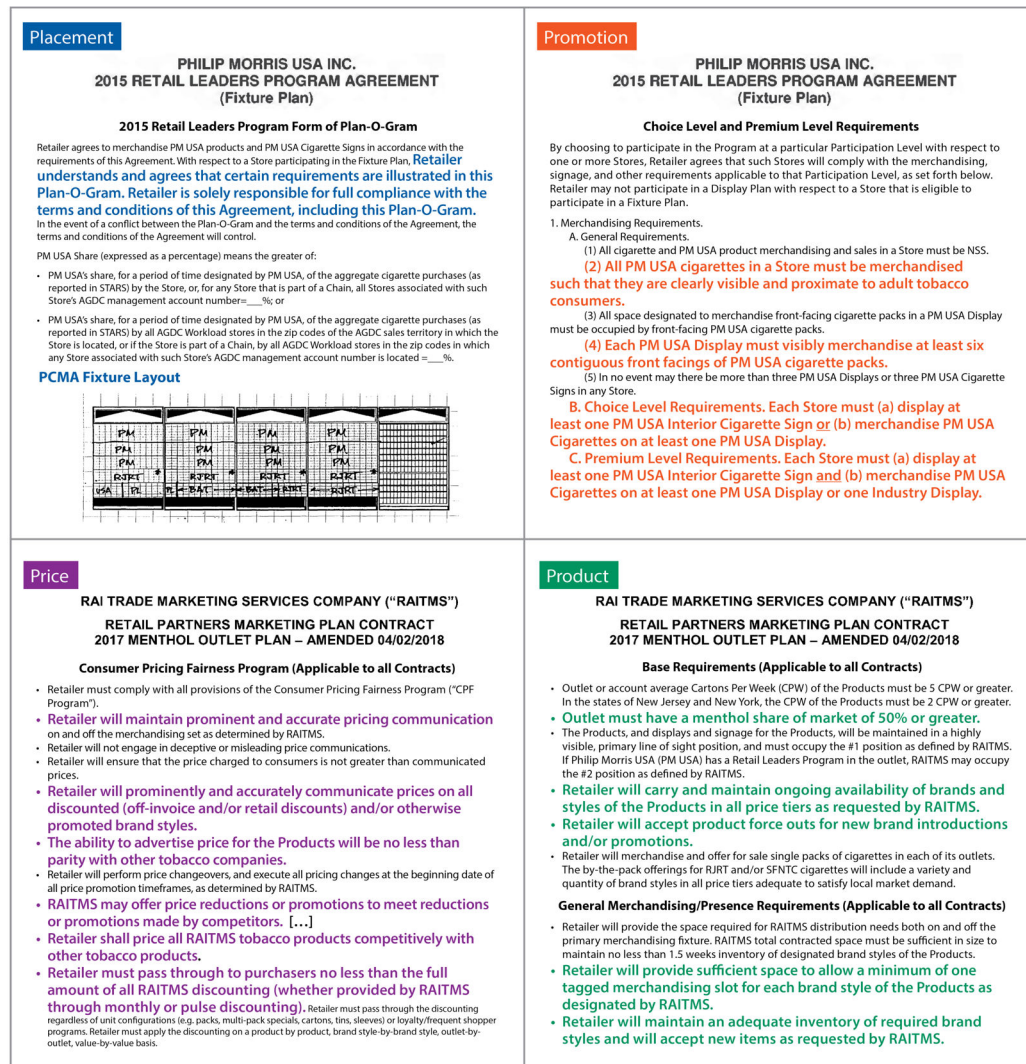 Placement
PHILIP MORRIS USA INC.
2015 RETAIL LEADERS PROGRAM AGREEMENT
(Fixture Plan)
2015 Retail Leaders Program Form of Plan-O-Gram
Retailer agrees to merchandise PM USA products and PM USA Cigarette Signs in accordance with the
requirements of this Agreement. With respect to a Store participating in the Fixture Plan, Retailer
understands and agrees that certain requirements are illustrated in this
Plan-O-Gram. Retailer is solely responsible for full compliance with the
terms and conditions of this Agreement, including this Plan-O-Gram.
In the event of a conflict between the Plan-O-Gram and the terms and conditions of the Agreement, the
terms and conditions of the Agreement will control.
PM USA Share (expressed as a percentage) means the greater of:
• PM USA's share, for a period of time designated by PM USA, of the aggregate cigarette purchases (as
reported in STARS) by the Store, or, for any Store that is part of a Chain, all Stores associated with such
Store's AGDC management account number=___%; or
• PM USA's share, for a period of time designated by PM USA, of the aggregate cigarette purchases (as
reported in STARS) by all AGDC Workload stores in the zip codes of the AGDC sales territory in which the
Store is located, or if the Store is part of a Chain, by all AGDC Workload stores in the zip codes in which
any Store associated with such Store's AGDC management account number is located =___%.
PCMA Fixture Layout
PM PM PM PM
PM PM PM PM
PM PM PM PM
RJRT * RJRT * RJRT * RJRT *
USA PL PL BAT BAT RJRT RJRT
Promotion
PHILIP MORRIS USA INC.
2015 RETAIL LEADERS PROGRAM AGREEMENT
(Fixture Plan)
Choice Level and Premium Level Requirements
By choosing to participate in the Program at a particular Participation Level with respect to
one or more Stores, Retailer agrees that such Stores will comply with the merchandising,
signage, and other requirements applicable to that Participation Level, as set forth below.
Retailer may not participate in a Display Plan with respect to a Store that is eligible to
participate in a Fixture Plan.
1. Merchandising Requirements.
A. General Requirements.
(1) All cigarette and PM USA product merchandising and sales in a Store must be NSS.
(2) All PM USA cigarettes in a Store must be merchandised
such that they are clearly visible and proximate to adult tobacco
consumers.
(3) All space designated to merchandise front-facing cigarette packs in a PM USA Display
must be occupied by front-facing PM USA cigarette packs.
(4) Each PM USA Display must visibly merchandise at least six
contiguous front facings of PM USA cigarette packs.
(5) In no event may there be more than three PM USA Displays or three PM USA Cigarette
Signs in any Store.
B. Choice Level Requirements. Each Store must (a) display at
least one PM USA Interior Cigarette Sign or (b) merchandise PM USA
Cigarettes on at least one PM USA Display.
C. Premium Level Requirements. Each Store must (a) display at
least one PM USA Interior Cigarette Sign and (b) merchandise PM USA
Cigarettes on at least one PM USA Display or one Industry Display.
Price
RAI TRADE MARKETING SERVICES COMPANY ("RAITMS")
RETAIL PARTNERS MARKETING PLAN CONTRACT
2017 MENTHOL OUTLET PLAN – AMENDED 04/02/2018
Consumer Pricing Fairness Program (Applicable to all Contracts)
• Retailer must comply with all provisions of the Consumer Pricing Fairness Program ("CPF
Program").
• Retailer will maintain prominent and accurate pricing communication
on and off the merchandising set as determined by RAITMS.
• Retailer will not engage in deceptive or misleading price communications.
• Retailer will ensure that the price charged to consumers is not greater than communicated
prices.
• Retailer will prominently and accurately communicate prices on all
discounted (off-invoice and/or retail discounts) and/or otherwise
promoted brand styles.
• The ability to advertise price for the Products will be no less than
parity with other tobacco companies.
• Retailer will perform price changeovers, and execute all pricing changes at the beginning date of
all price promotion timeframes, as determined by RAITMS.
• RAITMS may offer price reductions or promotions to meet reductions
or promotions made by competitors. […]
• Retailer shall price all RAITMS tobacco products competitively with
other tobacco products.
• Retailer must pass through to purchasers no less than the full
amount of all RAITMS discounting (whether provided by RAITMS
through monthly or pulse discounting). Retailer must pass through the discounting
regardless of unit configurations (e.g. packs, multi-pack specials, cartons, tins, sleeves) or loyalty/frequent shopper
programs. Retailer must apply the discounting on a product by product, brand style-by-brand style, outlet-by-
outlet, value-by-value basis.
Product
RAI TRADE MARKETING SERVICES COMPANY ("RAITMS")
RETAIL PARTNERS MARKETING PLAN CONTRACT
2017 MENTHOL OUTLET PLAN – AMENDED 04/02/2018
Base Requirements (Applicable to all Contracts)
• Outlet or account average Cartons Per Week (CPW) of the Products must be 5 CPW or greater.
In the states of New Jersey and New York, the CPW of the Products must be 2 CPW or greater.
• Outlet must have a menthol share of market of 50% or greater.
• The Products, and displays and signage for the Products, will be maintained in a highly
visible, primary line of sight position, and must occupy the #1 position as defined by RAITMS.
If Philip Morris USA (PM USA) has a Retail Leaders Program in the outlet, RAITMS may occupy
the #2 position as defined by RAITMS.
• Retailer will carry and maintain ongoing availability of brands and
styles of the Products in all price tiers as requested by RAITMS.
• Retailer will accept product force outs for new brand introductions
and/or promotions.
• Retailer will merchandise and offer for sale single packs of cigarettes in each of its outlets.
The by-the-pack offerings for RJRT and/or SFNTC cigarettes will include a variety and
quantity of brand styles in all price tiers adequate to satisfy local market demand.
General Merchandising/Presence Requirements (Applicable to all Contracts)
• Retailer will provide the space required for RAITMS distribution needs both on and off the
primary merchandising fixture. RAITMS total contracted space must be sufficient in size to
maintain no less than 1.5 weeks inventory of designated brand styles of the Products.
• Retailer will provide sufficient space to allow a minimum of one
tagged merchandising slot for each brand style of the Products as
designated by RAITMS.
• Retailer will maintain an adequate inventory of required brand
styles and will accept new items as requested by RAITMS.